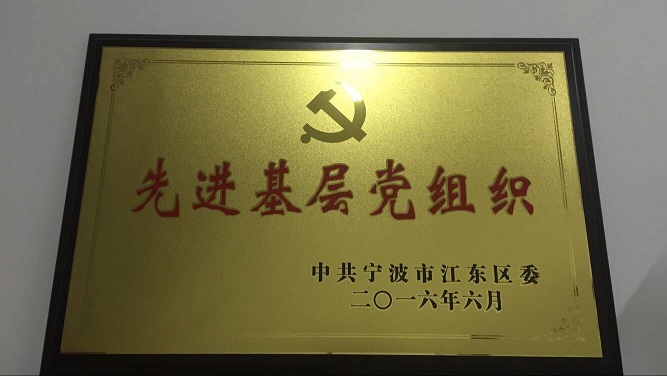 先进基层党组织
中共宁波市江东区委
二〇一六年六月